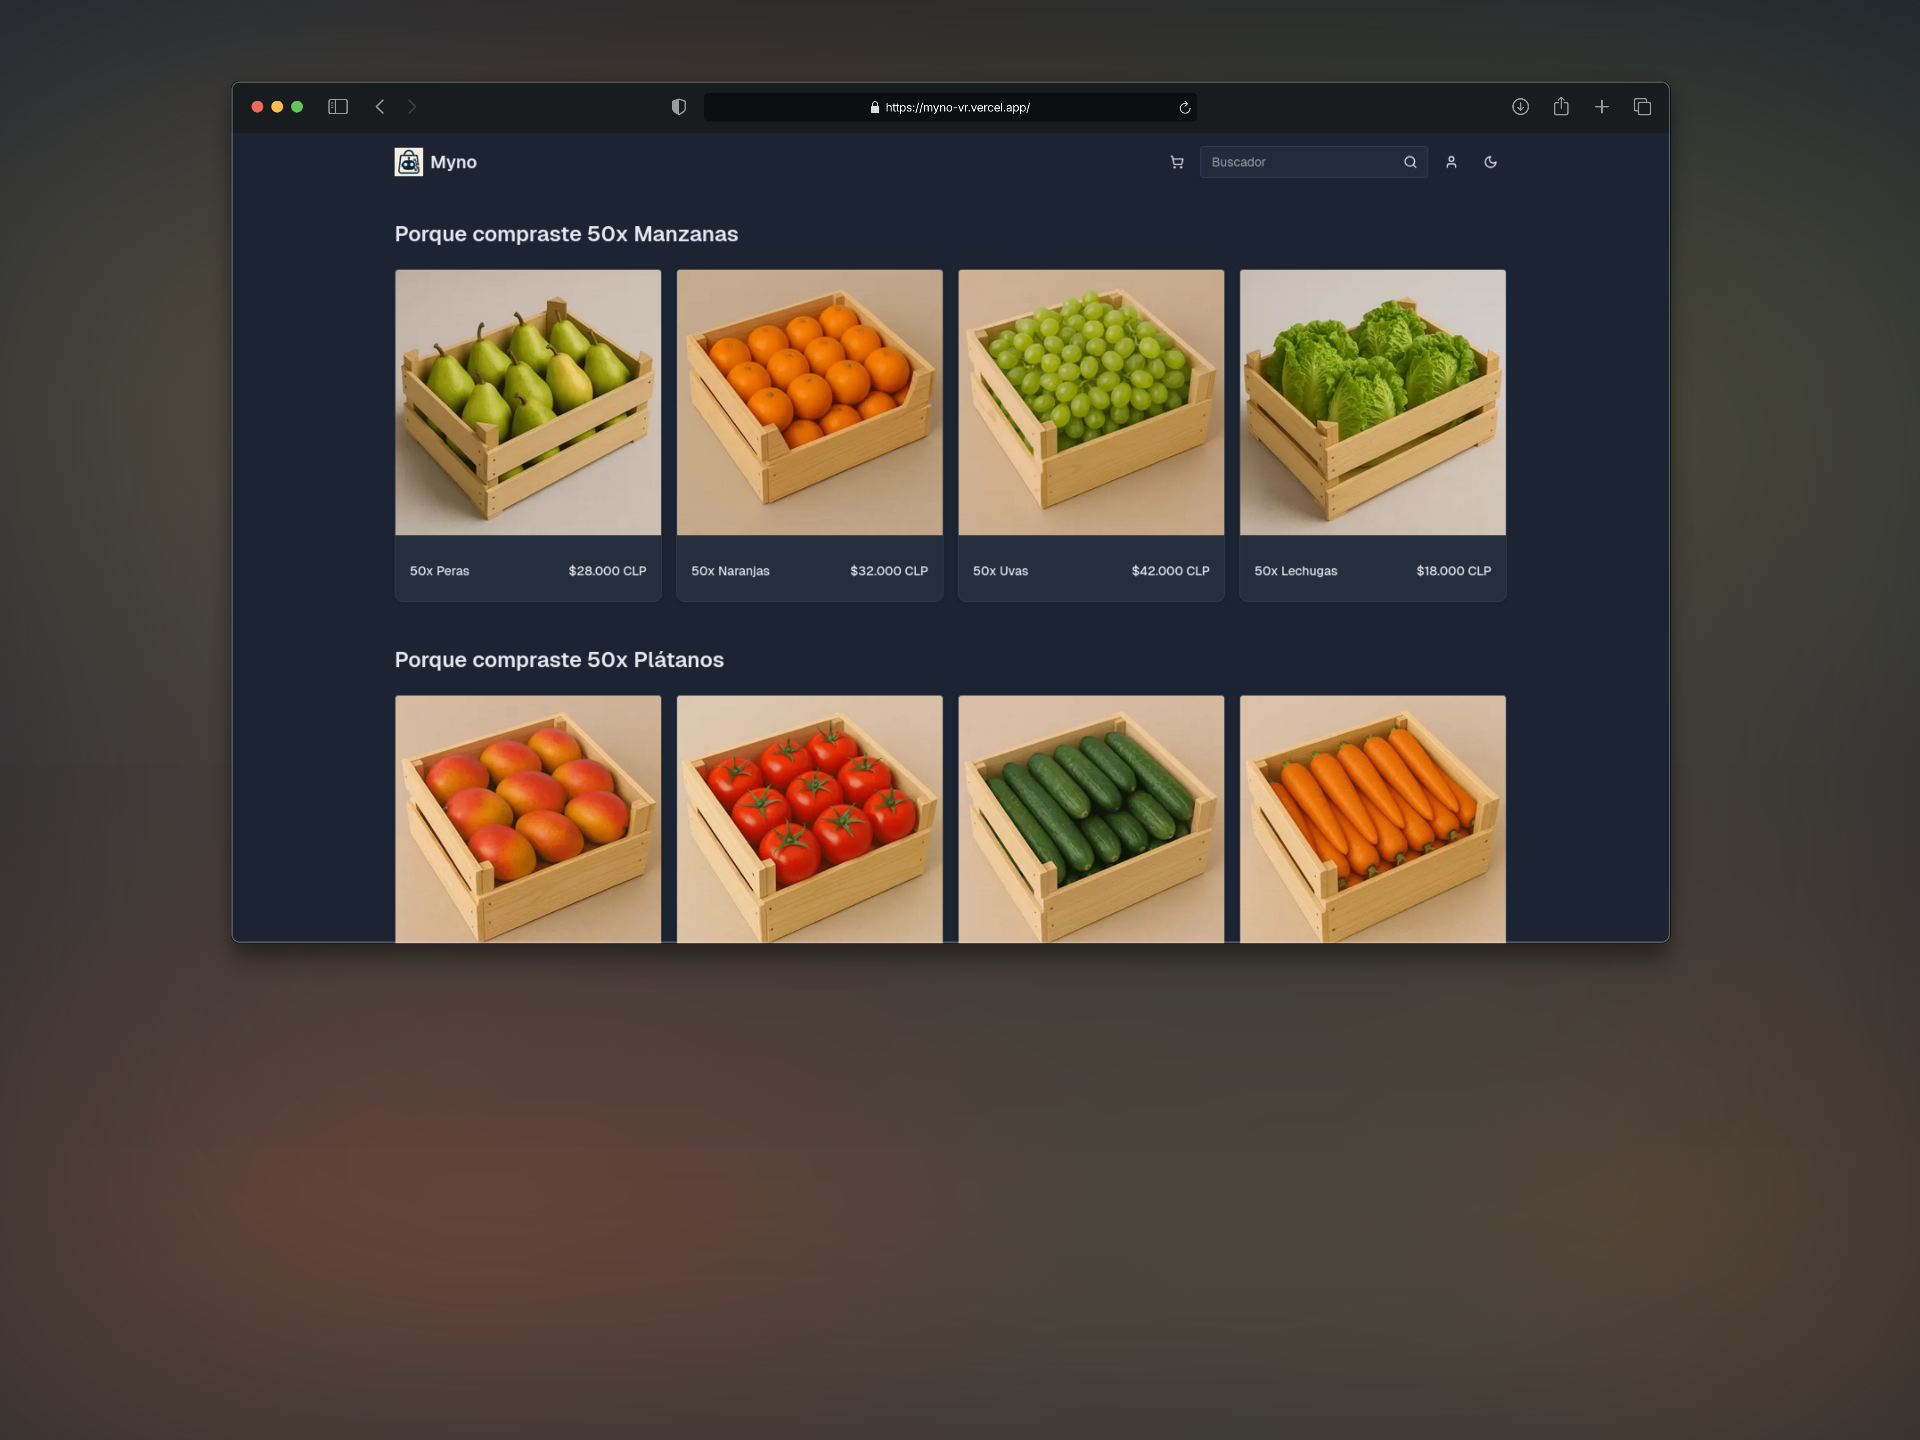 https://myno-vr.vercel.app/
Myno
Buscador
Porque compraste 50x Manzanas
50x Peras $28.000 CLP
50x Naranjas $32.000 CLP
50x Uvas $42.000 CLP
50x Lechugas $18.000 CLP
Porque compraste 50x Plátanos